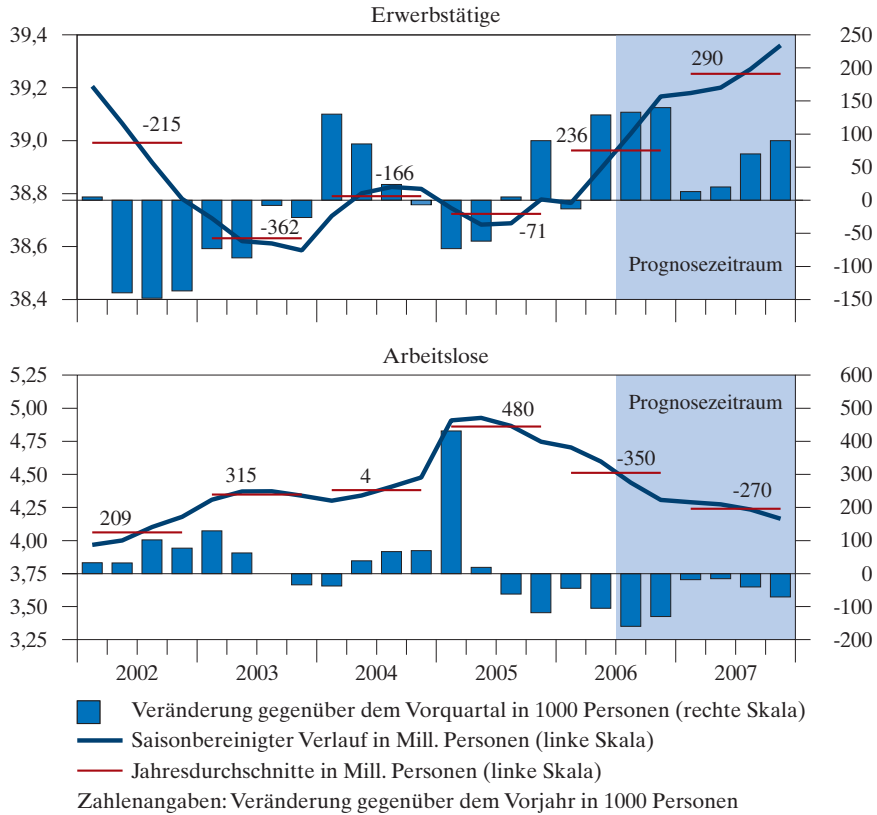 Erwerbstätige
39,4 250
39,2 290 200
150
39,0 -215 236 100
38,8 -166 50
0
38,6 -362 -71 -50
Prognosezeitraum -100
38,4 -150
Arbeitslose
5,25 600
5,00 480 Prognosezeitraum 500
4,75 400
4,50 315 4 -350 300
4,25 209 -270 200
4,00 100
3,75 0
3,50 -100
3,25 -200
2002 2003 2004 2005 2006 2007
Veränderung gegenüber dem Vorquartal in 1000 Personen (rechte Skala)
Saisonbereinigter Verlauf in Mill. Personen (linke Skala)
Jahresdurchschnitte in Mill. Personen (linke Skala)
Zahlenangaben: Veränderung gegenüber dem Vorjahr in 1000 Personen